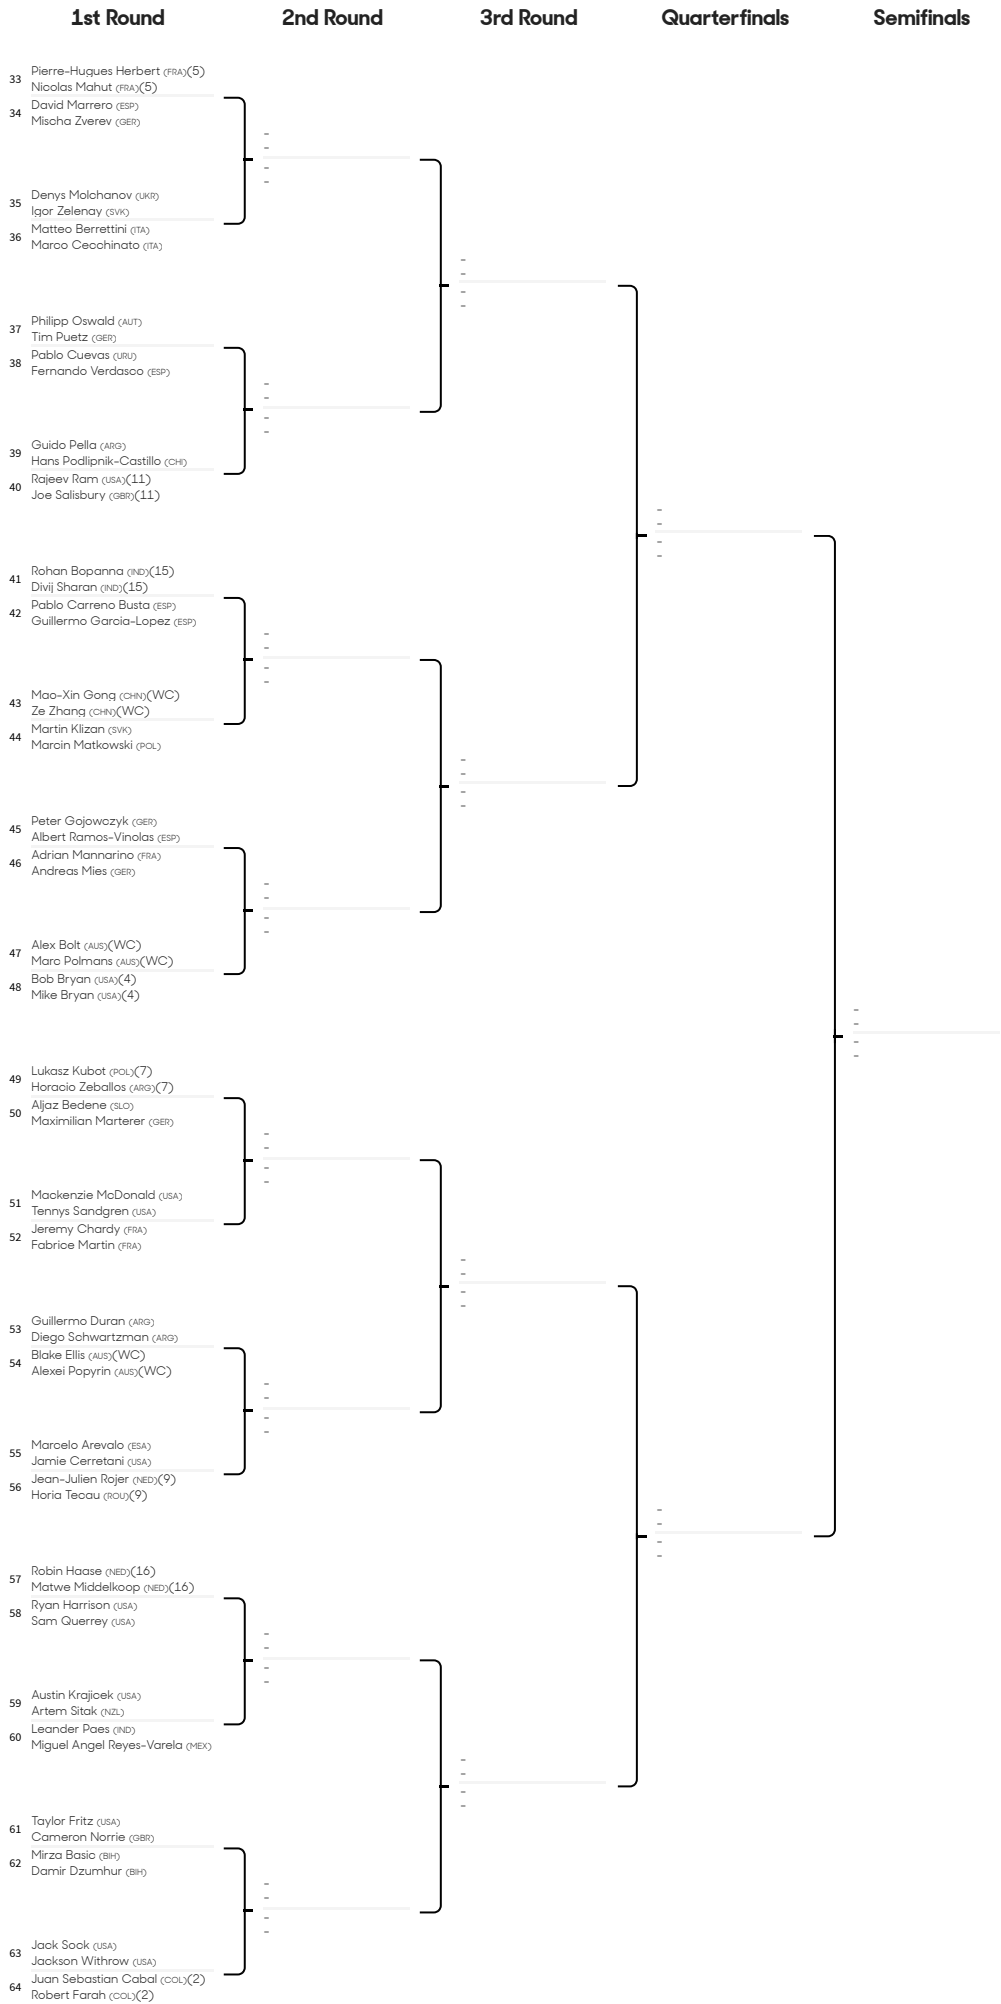 1st Round
2nd Round
3rd Round
Quarterfinals
Semifinals
33
Pierre-Hugues Herbert (FRA)(5)
Nicolas Mahut (FRA)(5)
34
David Marrero (ESP)
Mischa Zverev (GER)
35
Denys Molchanov (UKR)
Igor Zelenay (SVK)
36
Matteo Berrettini (ITA)
Marco Cecchinato (ITA)
37
Philipp Oswald (AUT)
Tim Puetz (GER)
38
Pablo Cuevas (URU)
Fernando Verdasco (ESP)
39
Guido Pella (ARG)
Hans Podlipnik-Castillo (CHI)
40
Rajeev Ram (USA)(11)
Joe Salisbury (GBR)(11)
41
Rohan Bopanna (IND)(15)
Divij Sharan (IND)(15)
42
Pablo Carreno Busta (ESP)
Guillermo Garcia-Lopez (ESP)
43
Mao-Xin Gong (CHN)(WC)
Ze Zhang (CHN)(WC)
44
Martin Klizan (SVK)
Marcin Matkowski (POL)
45
Peter Gojowczyk (GER)
Albert Ramos-Vinolas (ESP)
46
Adrian Mannarino (FRA)
Andreas Mies (GER)
47
Alex Bolt (AUS)(WC)
Marc Polmans (AUS)(WC)
48
Bob Bryan (USA)(4)
Mike Bryan (USA)(4)
49
Lukasz Kubot (POL)(7)
Horacio Zeballos (ARG)(7)
50
Aljaz Bedene (SLO)
Maximilian Marterer (GER)
51
Mackenzie McDonald (USA)
Tennys Sandgren (USA)
52
Jeremy Chardy (FRA)
Fabrice Martin (FRA)
53
Guillermo Duran (ARG)
Diego Schwartzman (ARG)
54
Blake Ellis (AUS)(WC)
Alexei Popyrin (AUS)(WC)
55
Marcelo Arevalo (ESA)
Jamie Cerretani (USA)
56
Jean-Julien Rojer (NED)(9)
Horia Tecau (ROU)(9)
57
Robin Haase (NED)(16)
Matwe Middelkoop (NED)(16)
58
Ryan Harrison (USA)
Sam Querrey (USA)
59
Austin Krajicek (USA)
Artem Sitak (NZL)
60
Leander Paes (IND)
Miguel Angel Reyes-Varela (MEX)
61
Taylor Fritz (USA)
Cameron Norrie (GBR)
62
Mirza Basic (BIH)
Damir Dzumhur (BIH)
63
Jack Sock (USA)
Jackson Withrow (USA)
64
Juan Sebastian Cabal (COL)(2)
Robert Farah (COL)(2)